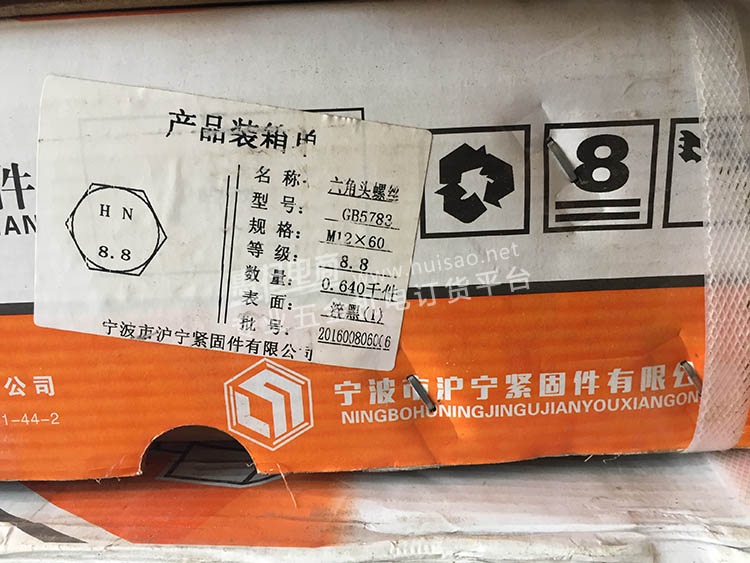 产品装箱单
HN
8.8
名称: 六角头螺丝
型号: GB5783
规格: M12×60
等级: 8.8
数量: 0.640千件
表面: 淬黑(1)
批号:
宁波市沪宁紧固件有限公司
8
件
IAN
www.huisao.net
订货平台
公司
1-44-2
宁波市沪宁紧固件有限公
NINGBOHUNINGJINGUJIANYOUXIANGON